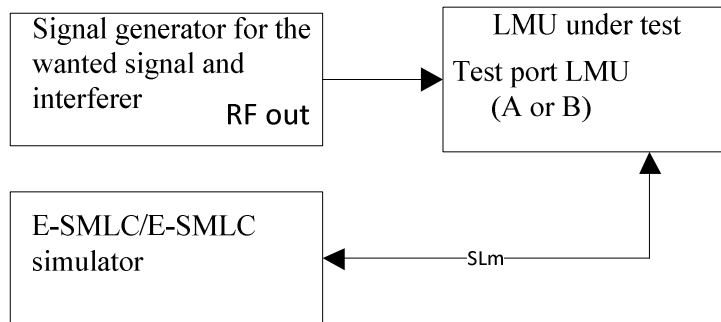 Signal generator for the
wanted signal and
interferer
RF out
LMU under test
Test port LMU
(A or B)
E-SMLC/E-SMLC
simulator
SLm